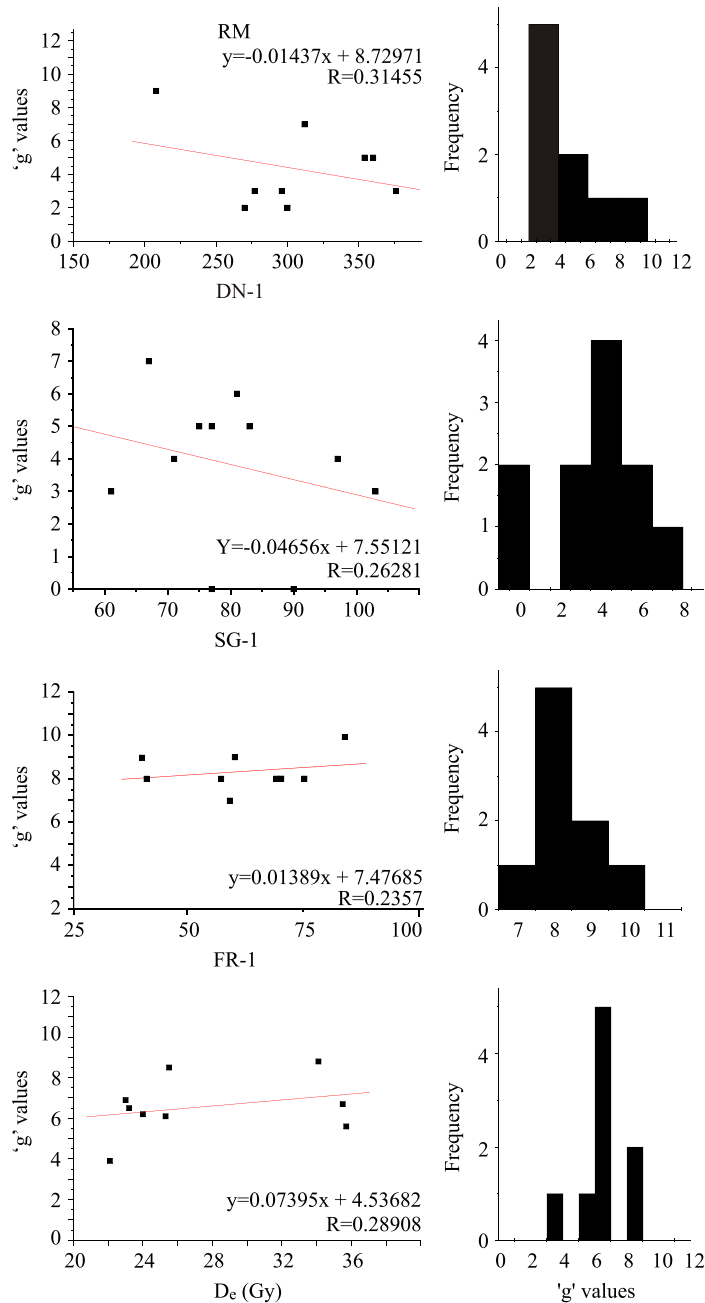 RM
y=-0.01437x + 8.72971
R=0.31455
'g' values
12
10
8
6
4
2
0
150
200
250
300
350
DN-1
Frequency
4
2
0
0 2 4 6 8 10 12
'g' values
8
7
6
5
4
3
2
1
0
Y=-0.04656x + 7.55121
R=0.26281
60 70 80 90 100
SG-1
Frequency
4
3
2
1
0
0 2 4 6 8
'g' values
12
10
8
6
4
2
y=0.01389x + 7.47685
R=0.2357
25 50 75 100
FR-1
Frequency
4
2
0
7 8 9 10 11
'g' values
12
10
8
6
4
2
0
y=0.07395x + 4.53682
R=0.28908
20 24 28 32 36
De (Gy)
Frequency
4
2
0
0 2 4 6 8 10 12
'g' values